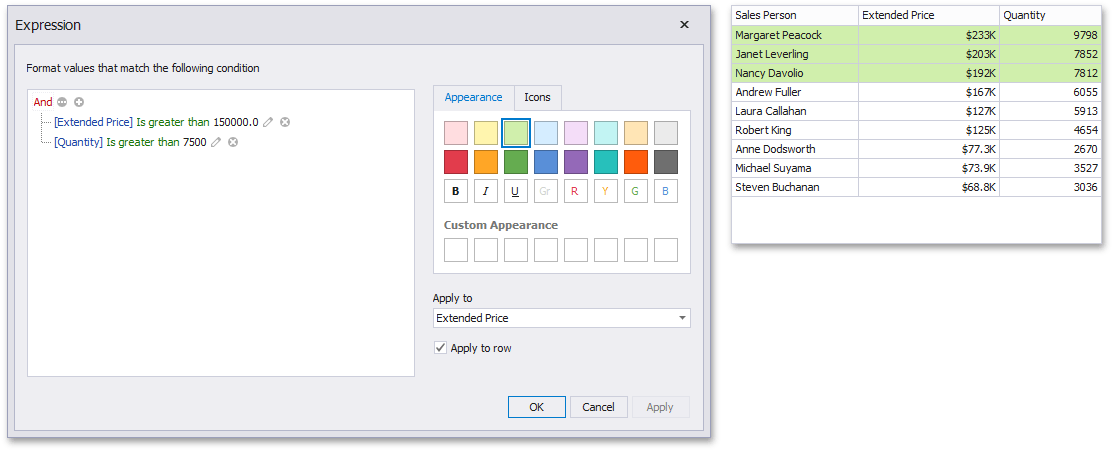 Expression
Format values that match the following condition
And
[Extended Price] Is greater than 150000.0
[Quantity] Is greater than 7500
Appearance Icons
B I U Gr R Y G B
Custom Appearance
Apply to
Extended Price
Apply to row
OK Cancel Apply
Sales Person Extended Price Quantity
Margaret Peacock $233K 9798
Janet Leverling $203K 7852
Nancy Davolio $192K 7812
Andrew Fuller $167K 6055
Laura Callahan $127K 5913
Robert King $125K 4654
Anne Dodsworth $77.3K 2670
Michael Suyama $73.9K 3527
Steven Buchanan $68.8K 3036